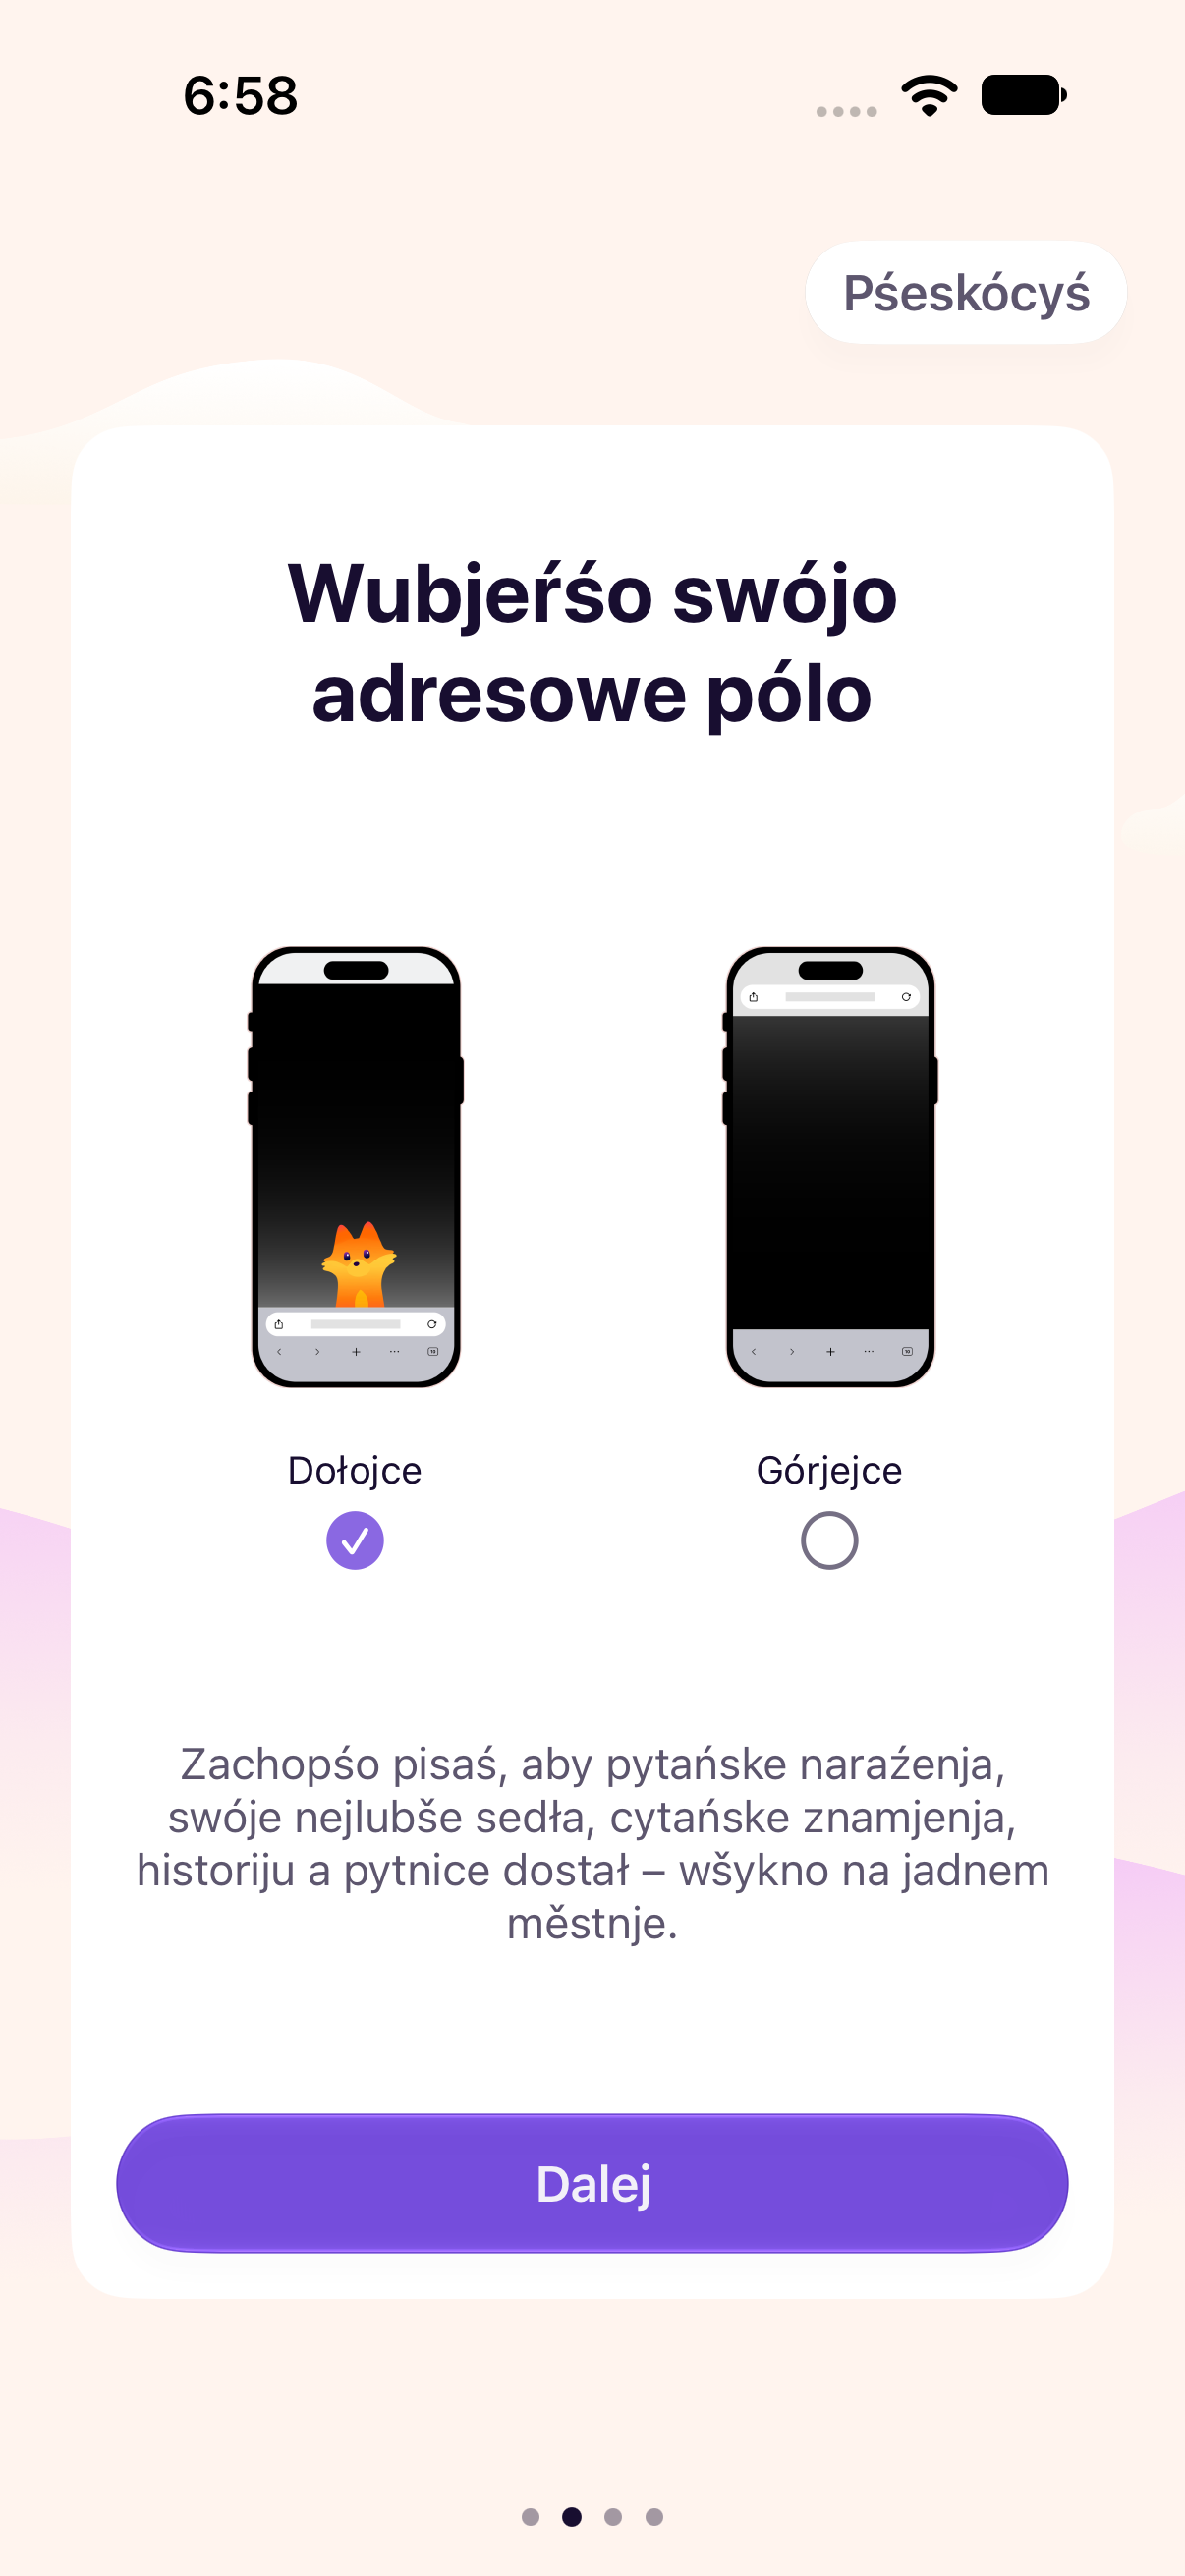 6:58
Pśeskócyś
Wubjeŕśo swójo
adresowe pólo
Dołojce
Górjejce
Zachopśo pisaś, aby pytańske naraźenja,
swóje nejlubše sedła, cytańske znamjenja,
historiju a pytnice dostał – wšykno na jadnem
městnje.
Dalej